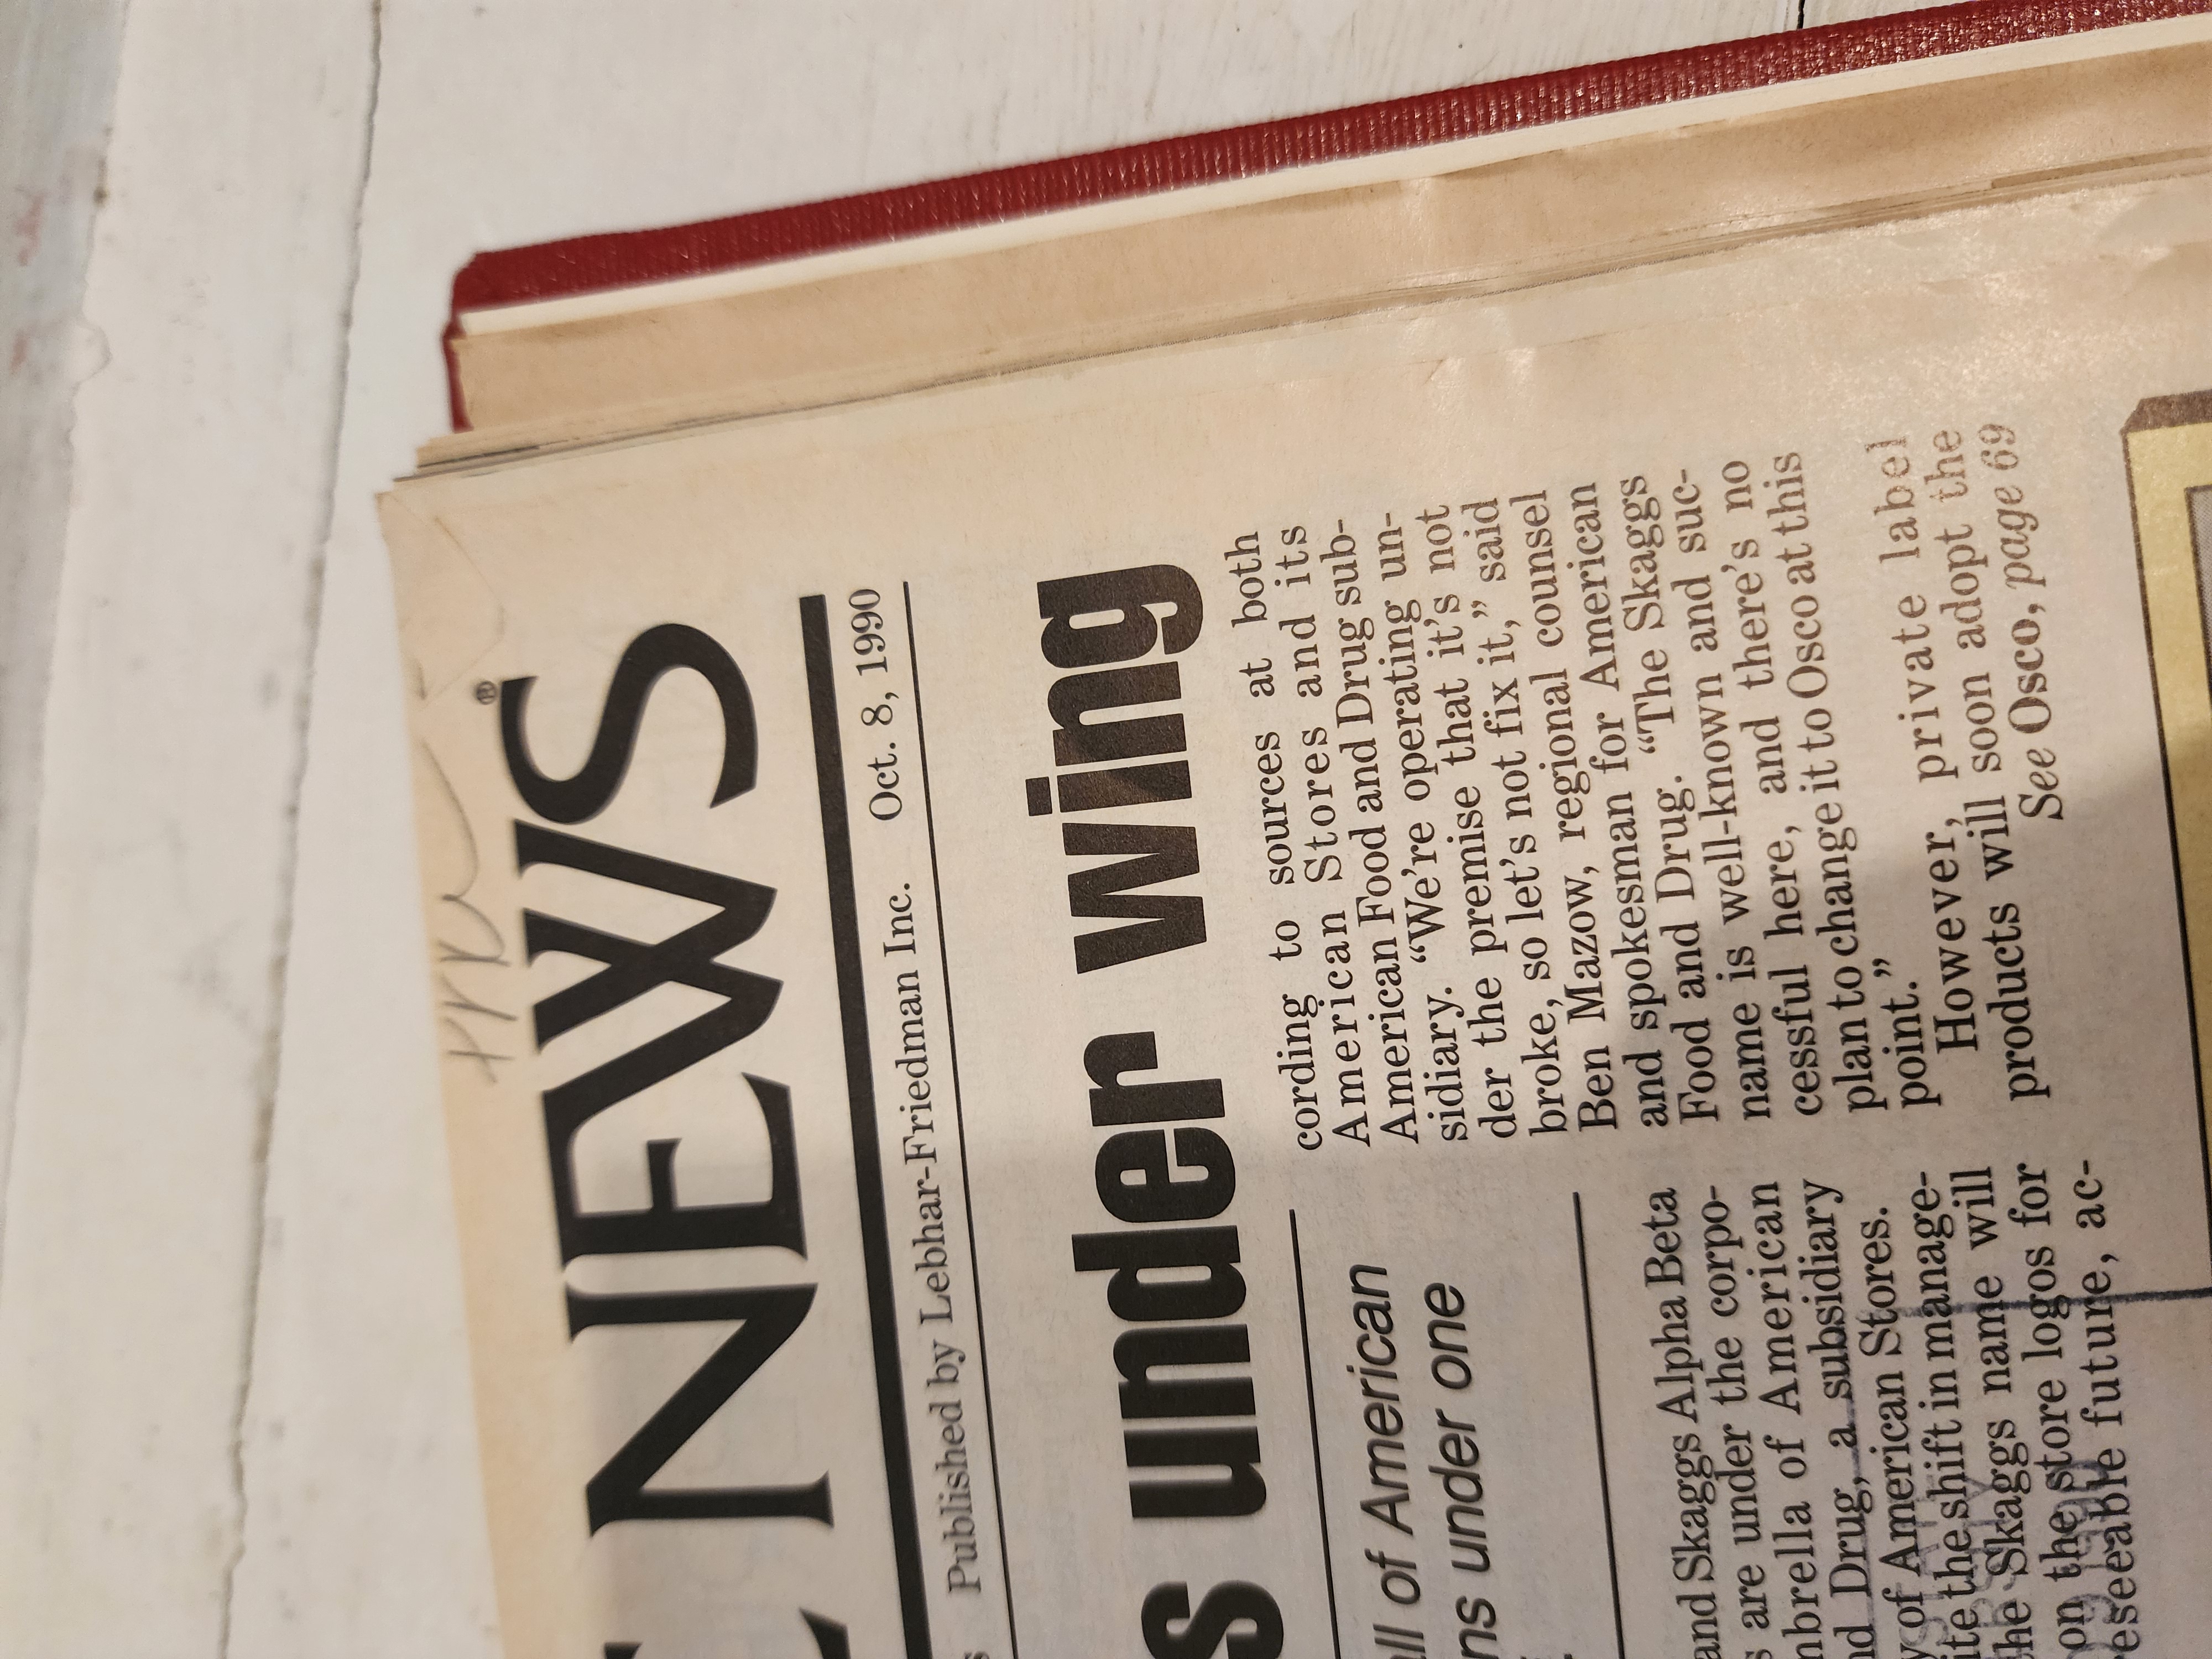 NEWS®
Published by Lebhar-Friedman Inc. Oct. 8, 1990
s under wing
all of American
ns under one
and Skaggs Alpha Beta
s are under the corpo-
mbrella of American
nd Drug, a subsidiary
y of American Stores.
ite the shift in manage-
the Skaggs name will
on the store logos for
reseeable future, ac-
cording to sources at both
American Stores and its
American Food and Drug sub-
sidiary. “We're operating un-
der the premise that it's not
broke, so let's not fix it,” said
Ben Mazow, regional counsel
and spokesman for American
Food and Drug. “The Skaggs
name is well-known and suc-
cessful here, and there's no
plan to change it to Osco at this
point.”
However, private label
products will soon adopt the
See Osco, page 69